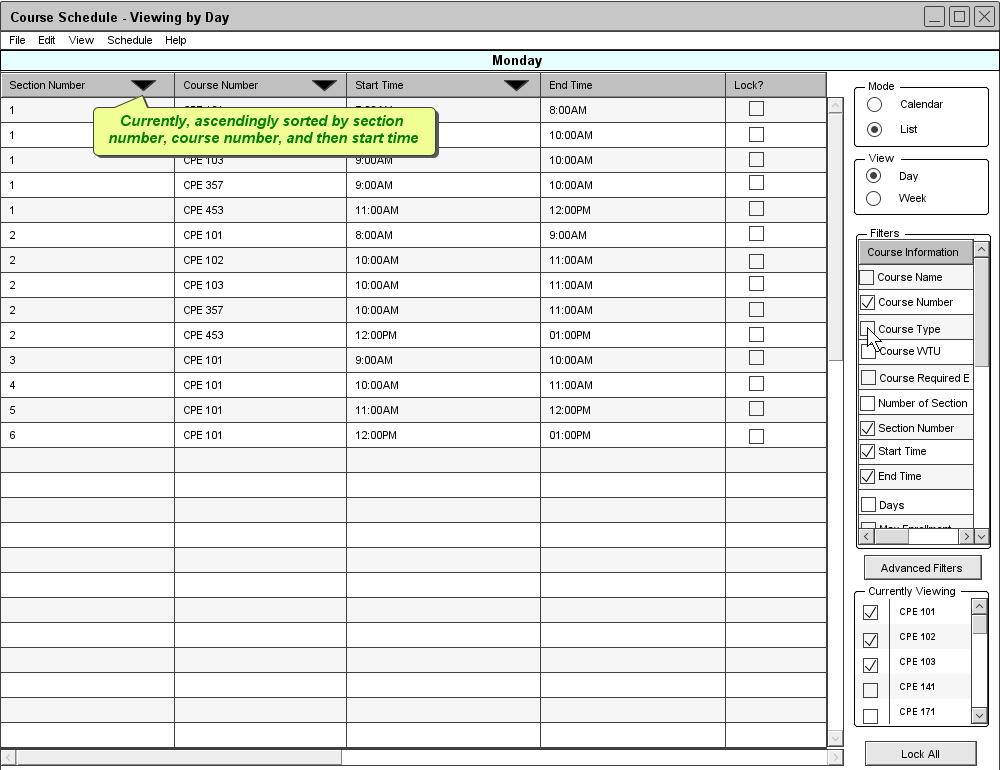 Course Schedule - Viewing by Day
File Edit View Schedule Help
Monday
Section Number Course Number Start Time End Time Lock?
1 8:00AM
Currently, ascendingly sorted by section
number, course number, and then start time
1 10:00AM
1 CPE 103 9:00AM 10:00AM
1 CPE 357 9:00AM 10:00AM
1 CPE 453 11:00AM 12:00PM
2 CPE 101 8:00AM 9:00AM
2 CPE 102 10:00AM 11:00AM
2 CPE 103 10:00AM 11:00AM
2 CPE 357 10:00AM 11:00AM
2 CPE 453 12:00PM 01:00PM
3 CPE 101 9:00AM 10:00AM
4 CPE 101 10:00AM 11:00AM
5 CPE 101 11:00AM 12:00PM
6 CPE 101 12:00PM 01:00PM
Mode
Calendar
List
View
Day
Week
Filters
Course Information
Course Name
Course Number
Course Type
Course WTU
Course Required E
Number of Section
Section Number
Start Time
End Time
Days
Max Enrollment
Advanced Filters
Currently Viewing
CPE 101
CPE 102
CPE 103
CPE 141
CPE 171
Lock All